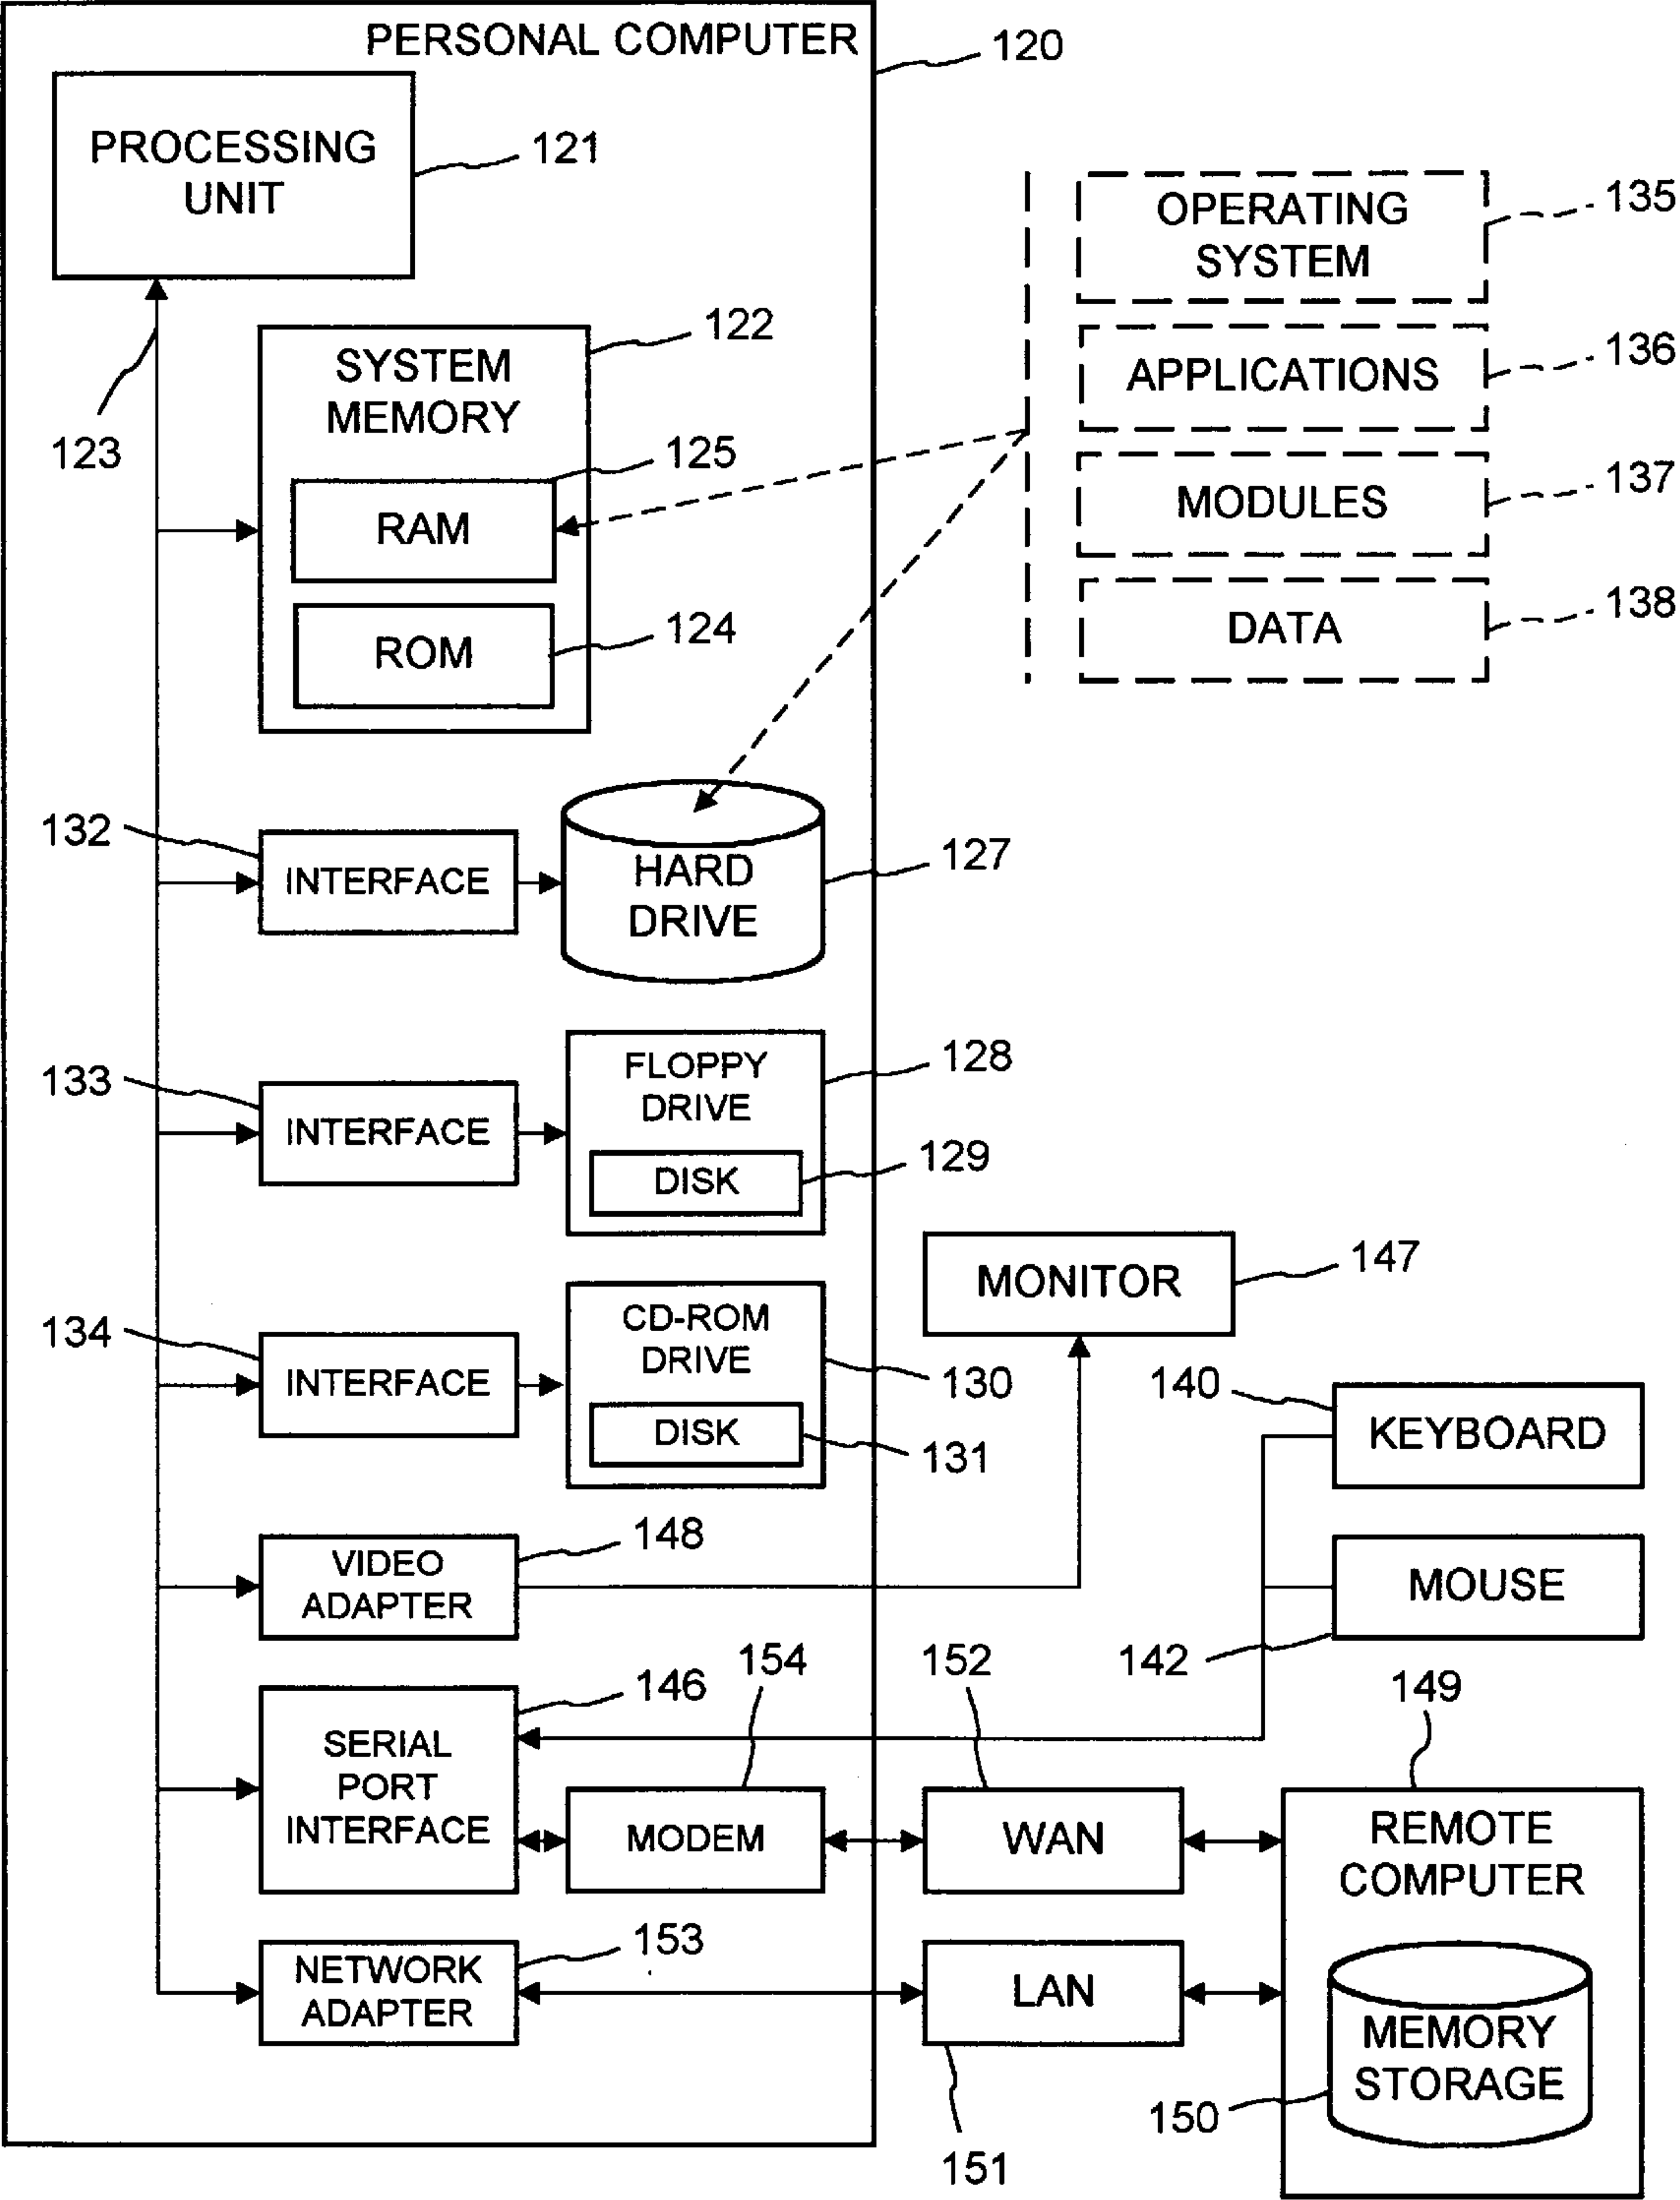 PERSONAL COMPUTER
120
PROCESSING
UNIT
121
123
SYSTEM
MEMORY
122
125
RAM
124
ROM
OPERATING
SYSTEM
135
APPLICATIONS
136
MODULES
137
DATA
138
132
INTERFACE
HARD
DRIVE
127
133
INTERFACE
FLOPPY
DRIVE
128
DISK
129
134
INTERFACE
CD-ROM
DRIVE
130
DISK
131
MONITOR
147
140
KEYBOARD
MOUSE
142
VIDEO
ADAPTER
148
146
SERIAL
PORT
INTERFACE
154
MODEM
152
WAN
149
REMOTE
COMPUTER
NETWORK
ADAPTER
153
LAN
151
MEMORY
STORAGE
150